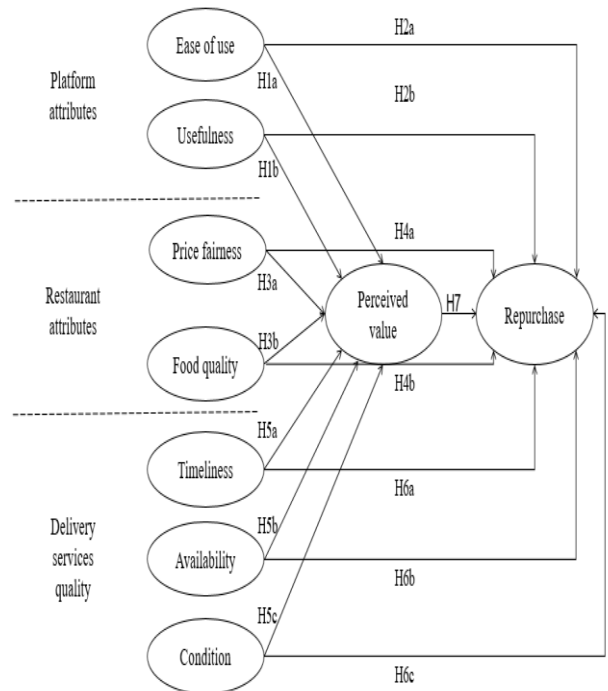 H2a
Ease of use
H1a
Platform
attributes
H2b
Usefulness
H1b
Price fairness
H4a
H3a
Restaurant
attributes
Perceived
value
H7
Repurchase
H3b
Food quality
H4b
H5a
Timeliness
H6a
Delivery
services
quality
H5b
Availability
H6b
H5c
Condition
H6c